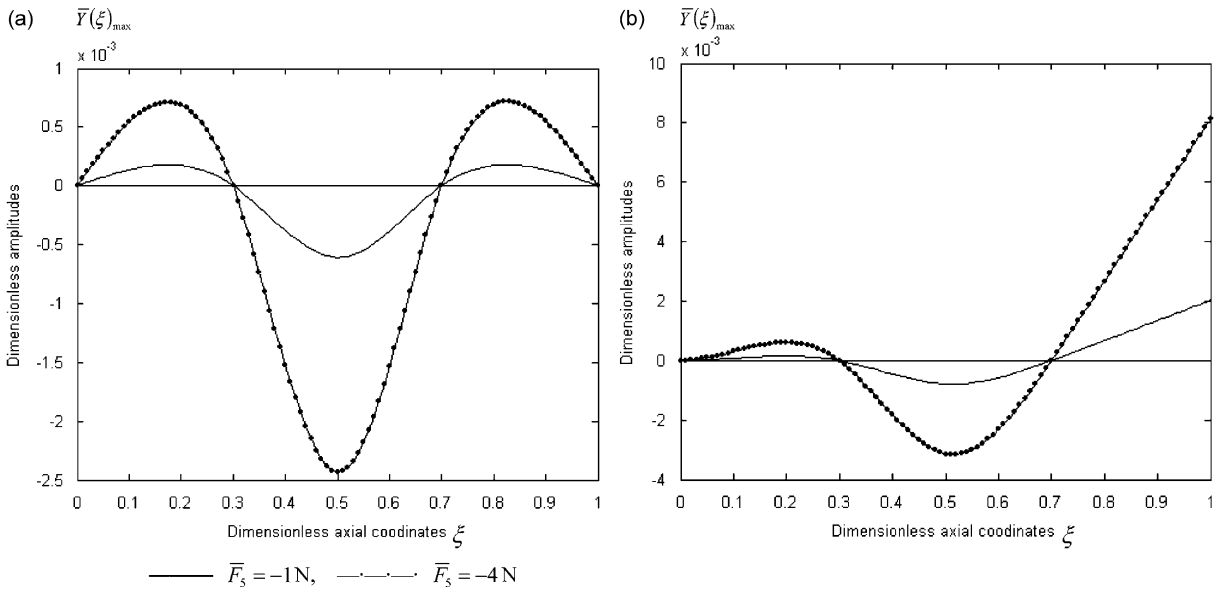 (a)
Y̅(ξ)max
x 10⁻³
1
0.5
0
-0.5
-1
-1.5
-2
-2.5
Dimensionless amplitudes
0 0.1 0.2 0.3 0.4 0.5 0.6 0.7 0.8 0.9 1
Dimensionless axial coodinates ξ
(b)
Y̅(ξ)max
x 10⁻³
10
8
6
4
2
0
-2
-4
Dimensionless amplitudes
0 0.1 0.2 0.3 0.4 0.5 0.6 0.7 0.8 0.9 1
Dimensionless axial coodinates ξ
F̅₅ = −1N, F̅₅ = −4N